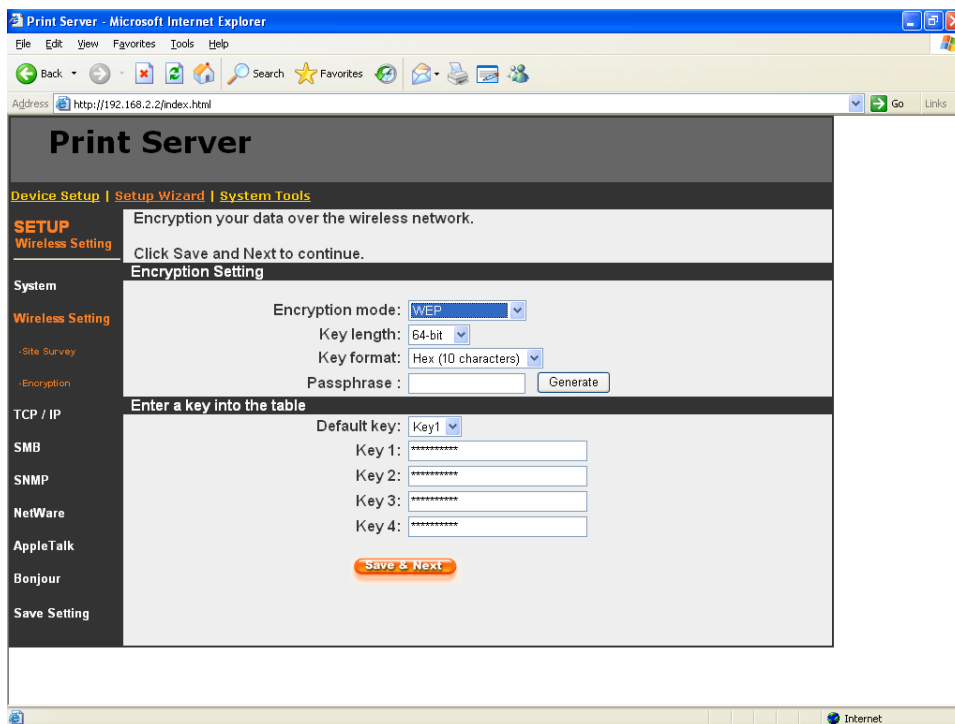 Print Server - Microsoft Internet Explorer
File Edit View Favorites Tools Help
Back Search Favorites
Address http://192.168.2.2/index.html Go Links
Print Server
Device Setup | Setup Wizard | System Tools
SETUP
Wireless Setting
System
Wireless Setting
-Site Survey
-Encryption
TCP / IP
SMB
SNMP
NetWare
AppleTalk
Bonjour
Save Setting
Encryption your data over the wireless network.
Click Save and Next to continue.
Encryption Setting
Encryption mode: WEP
Key length: 64-bit
Key format: Hex (10 characters)
Passphrase : Generate
Enter a key into the table
Default key: Key1
Key 1: **********
Key 2: **********
Key 3: **********
Key 4: **********
Save & Next
Internet